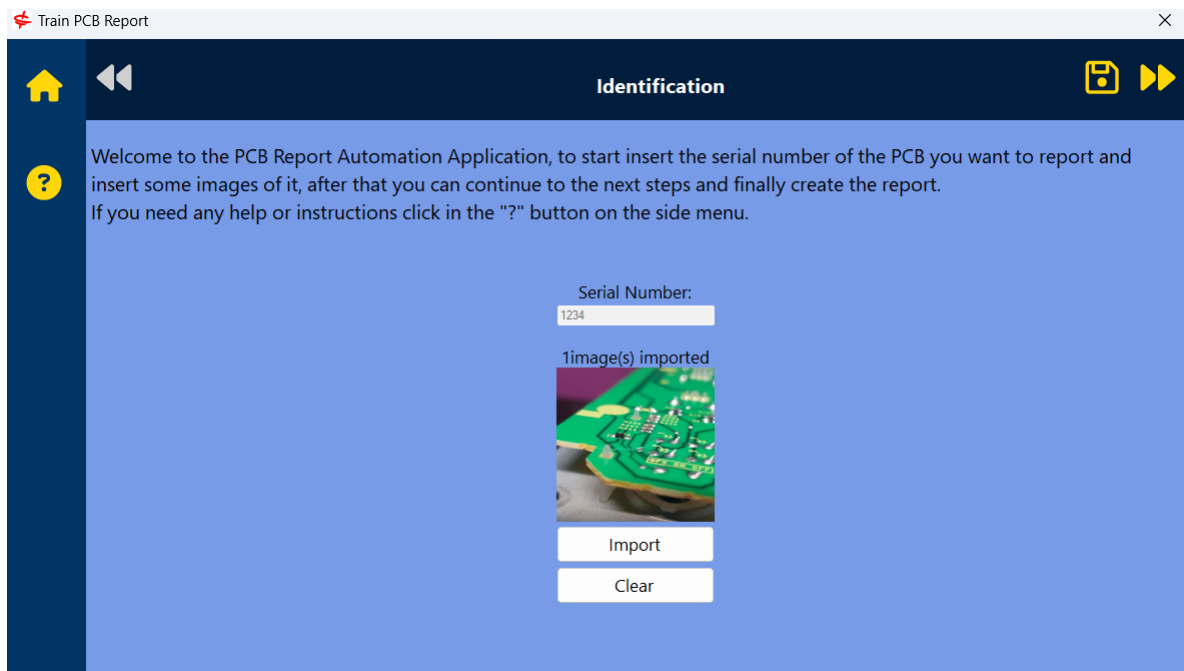 Train PCB Report
Identification
?
Welcome to the PCB Report Automation Application, to start insert the serial number of the PCB you want to report and
insert some images of it, after that you can continue to the next steps and finally create the report.
If you need any help or instructions click in the "?" button on the side menu.
Serial Number:
1234
1image(s) imported
Import
Clear